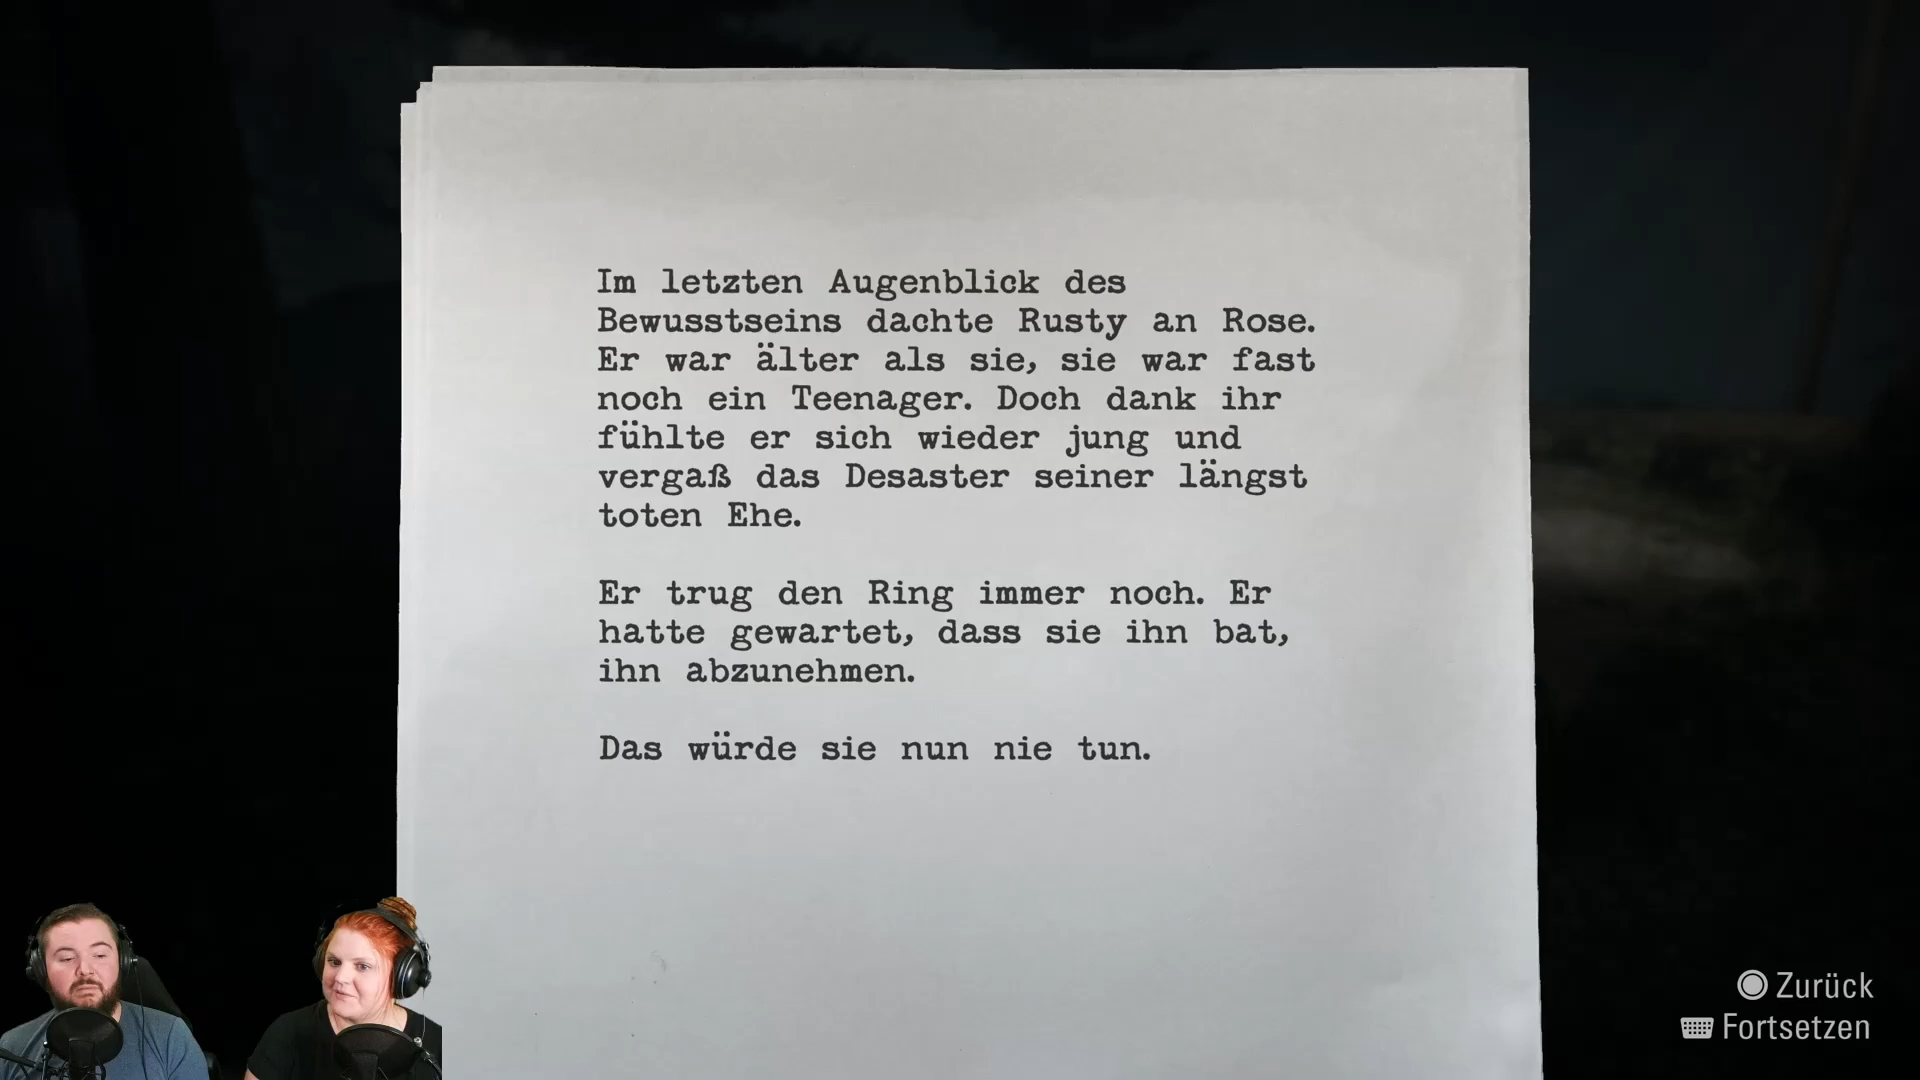 Im letzten Augenblick des
Bewusstseins dachte Rusty an Rose.
Er war älter als sie, sie war fast
noch ein Teenager. Doch dank ihr
fühlte er sich wieder jung und
vergaß das Desaster seiner längst
toten Ehe.
Er trug den Ring immer noch. Er
hatte gewartet, dass sie ihn bat,
ihn abzunehmen.
Das würde sie nun nie tun.
Zurück
Fortsetzen